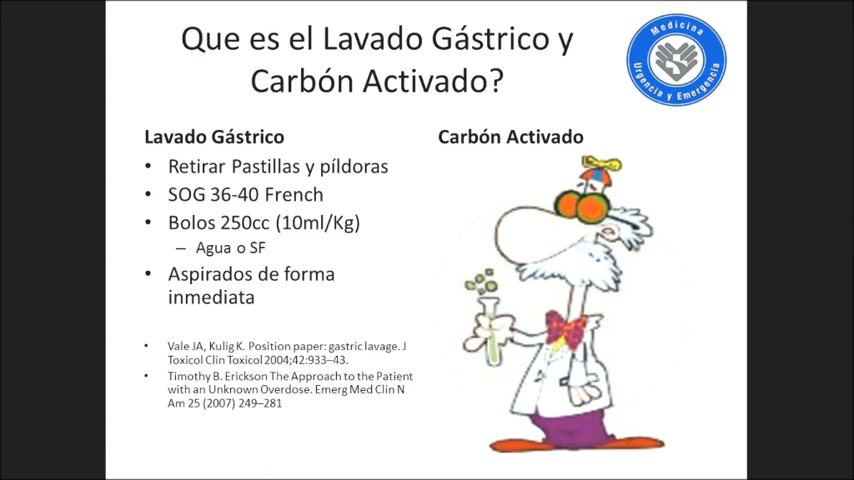 Que es el Lavado Gástrico y
Carbón Activado?
Medicina
Urgencia y Emergencia
Lavado Gástrico
• Retirar Pastillas y píldoras
• SOG 36-40 French
• Bolos 250cc (10ml/Kg)
– Agua o SF
• Aspirados de forma
inmediata
• Vale JA, Kulig K. Position paper: gastric lavage. J
Toxicol Clin Toxicol 2004;42:933–43.
• Timothy B. Erickson The Approach to the Patient
with an Unknown Overdose. Emerg Med Clin N
Am 25 (2007) 249–281
Carbón Activado